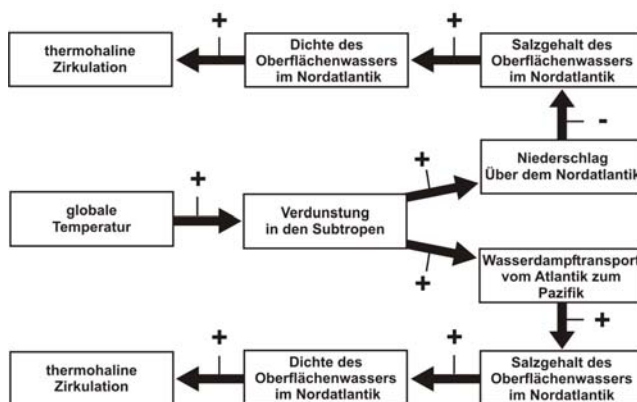 +
+
thermohaline
Zirkulation
Dichte des
Oberflächenwassers
im Nordatlantik
Salzgehalt des
Oberflächenwassers
im Nordatlantik
-
+
+
Niederschlag
Über dem Nordatlantik
globale
Temperatur
Verdunstung
in den Subtropen
Wasserdampftransport
vom Atlantik zum
Pazifik
+
+
+
+
thermohaline
Zirkulation
Dichte des
Oberflächenwassers
im Nordatlantik
Salzgehalt des
Oberflächenwassers
im Nordatlantik